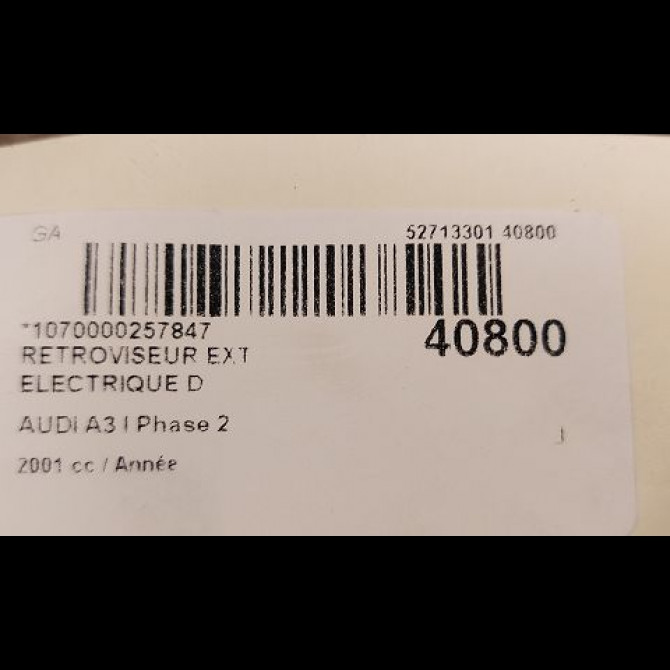 GA 52713301 40800
*1070000257847 40800
RETROVISEUR EXT
ELECTRIQUE D
AUDI A3 I Phase 2
2001 cc / Année